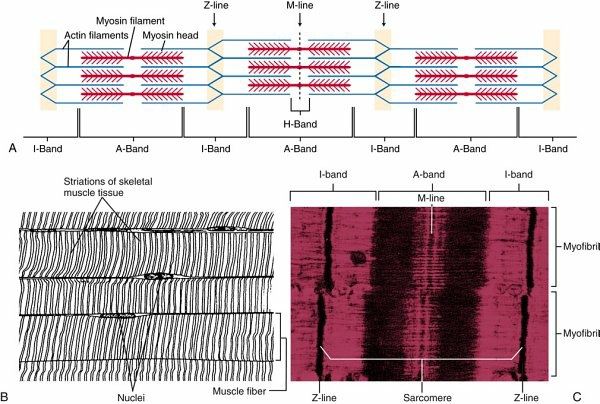 Z-line
M-line
Z-line
Myosin filament
Actin filaments
Myosin head
H-Band
A
I-Band
A-Band
I-Band
A-Band
I-Band
A-Band
I-Band
Striations of skeletal
muscle tissue
Nuclei
Muscle fiber
B
I-band
A-band
I-band
M-line
Myofibril
Myofibril
Z-line
Sarcomere
Z-line
C